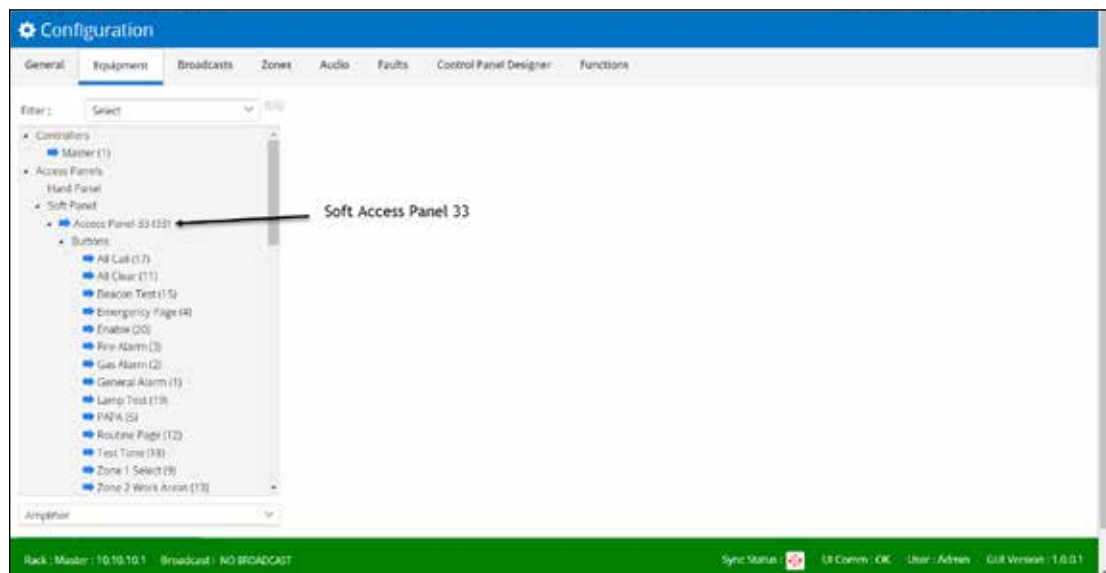 Configuration
General Equipment Broadcasts Zones Audio Faults Control Panel Designer Functions
Filter : Select
Controllers
Master (1)
Access Panels
Hand Panel
Soft Panel
Access Panel 33 (33)
Soft Access Panel 33
Buttons
All Call (17)
All Clear (11)
Beacon Test (15)
Emergency Page (4)
Enable (20)
Fire Alarm (3)
Gas Alarm (2)
General Alarm (1)
Lamp Test (19)
PAPA (5)
Routine Page (12)
Test Tone (18)
Zone 1 Select (9)
Zone 2 Work Areas (13)
Amplifier
Rack : Master : 10.10.10.1 Broadcast : NO BROADCAST Sync Status : UI Comm : OK User : Admin GUI Version : 1.0.0.1